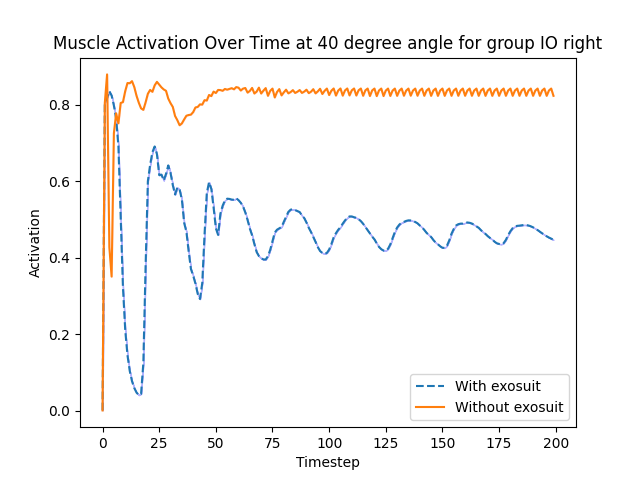 Muscle Activation Over Time at 40 degree angle for group IO right
0.8
0.6
0.4
0.2
0.0
Activation
With exosuit
Without exosuit
0 25 50 75 100 125 150 175 200
Timestep